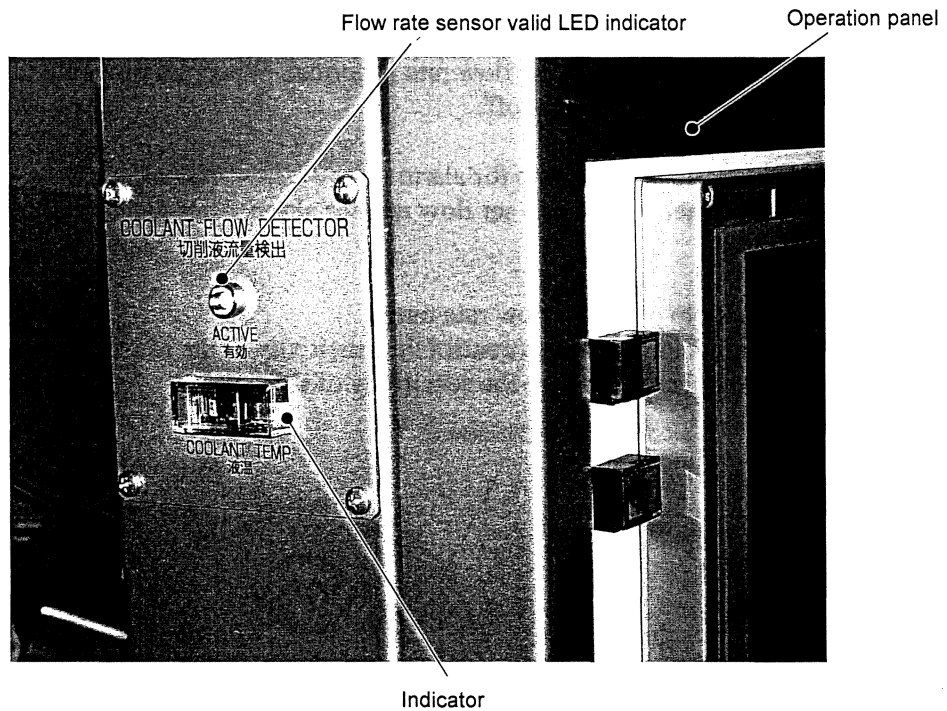 Flow rate sensor valid LED indicator
Operation panel
COOLANT FLOW DETECTOR
切削液流量検出
ACTIVE
有効
COOLANT TEMP.
液温
Indicator